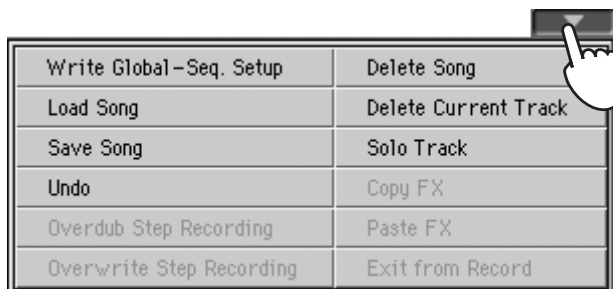 Write Global-Seq. Setup
Delete Song
Load Song
Delete Current Track
Save Song
Solo Track
Undo
Copy FX
Overdub Step Recording
Paste FX
Overwrite Step Recording
Exit from Record